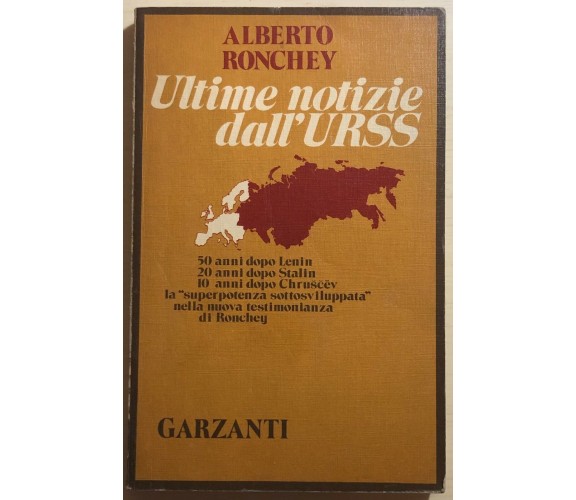 ALBERTO
RONCHEY
Ultime notizie
dall'URSS
50 anni dopo Lenin
20 anni dopo Stalin
10 anni dopo Chruščëv
la "superpotenza sottosviluppata"
nella nuova testimonianza
di Ronchey
GARZANTI